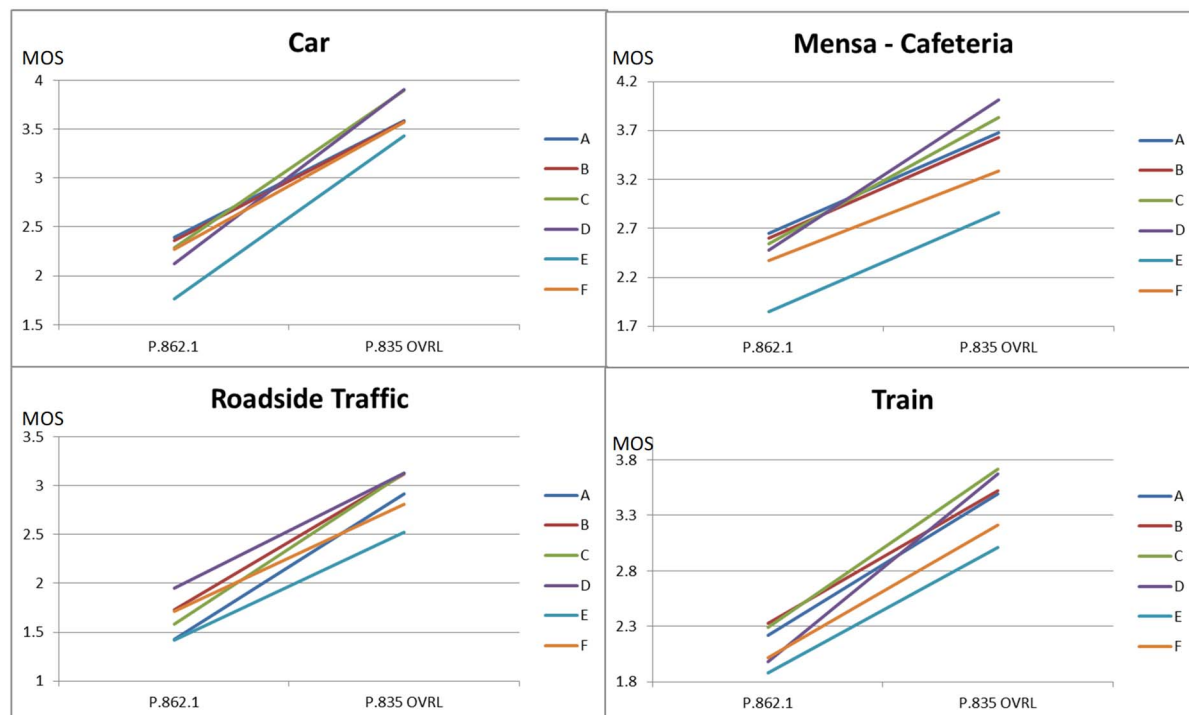 Car
MOS
4
3.5
3
2.5
2
1.5
P.862.1
P.835 OVRL
A
B
C
D
E
F
Mensa - Cafeteria
MOS
4.2
3.7
3.2
2.7
2.2
1.7
P.862.1
P.835 OVRL
A
B
C
D
E
F
Roadside Traffic
MOS
3.5
3
2.5
2
1.5
1
P.862.1
P.835 OVRL
A
B
C
D
E
F
Train
MOS
3.8
3.3
2.8
2.3
1.8
P.862.1
P.835 OVRL
A
B
C
D
E
F